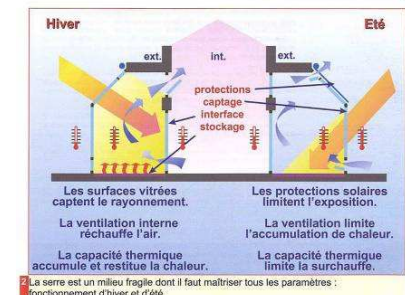 Hiver
Eté
ext.
int.
ext.
protections
captage
interface
stockage
Les surfaces vitrées
captent le rayonnement.
La ventilation interne
réchauffe l'air.
La capacité thermique
accumule et restitue la chaleur.
Les protections solaires
limitent l'exposition.
La ventilation limite
l'accumulation de chaleur.
La capacité thermique
limite la surchauffe.
2 La serre est un milieu fragile dont il faut maîtriser tous les paramètres :
fonctionnement d'hiver et d'été.